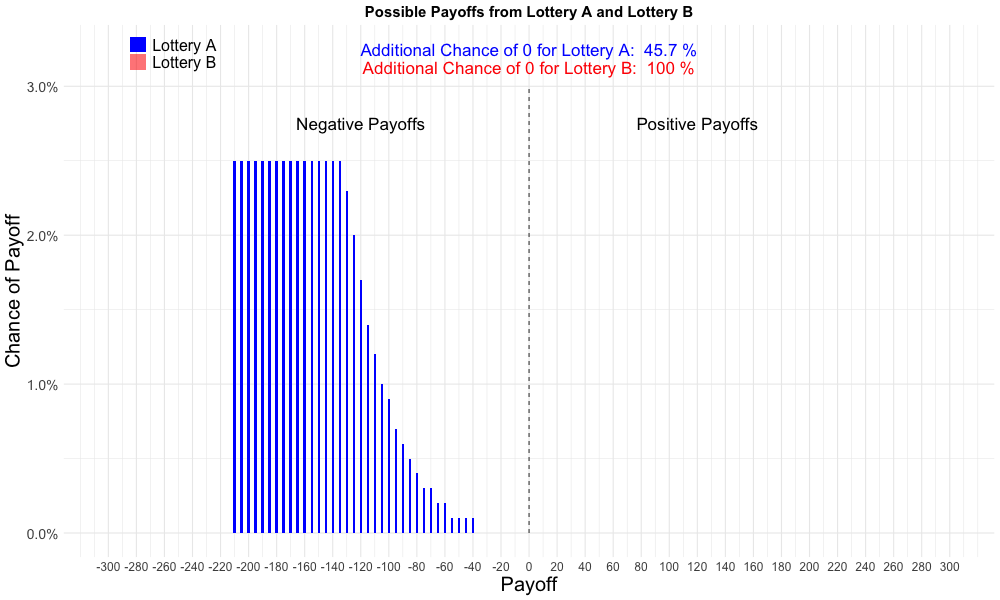 Possible Payoffs from Lottery A and Lottery B
Lottery A
Lottery B
Additional Chance of 0 for Lottery A:  45.7 %
Additional Chance of 0 for Lottery B:  100 %
Negative Payoffs
Positive Payoffs
Chance of Payoff
3.0%
2.0%
1.0%
0.0%
-300 -280 -260 -240 -220 -200 -180 -160 -140 -120 -100 -80 -60 -40 -20 0 20 40 60 80 100 120 140 160 180 200 220 240 260 280 300
Payoff